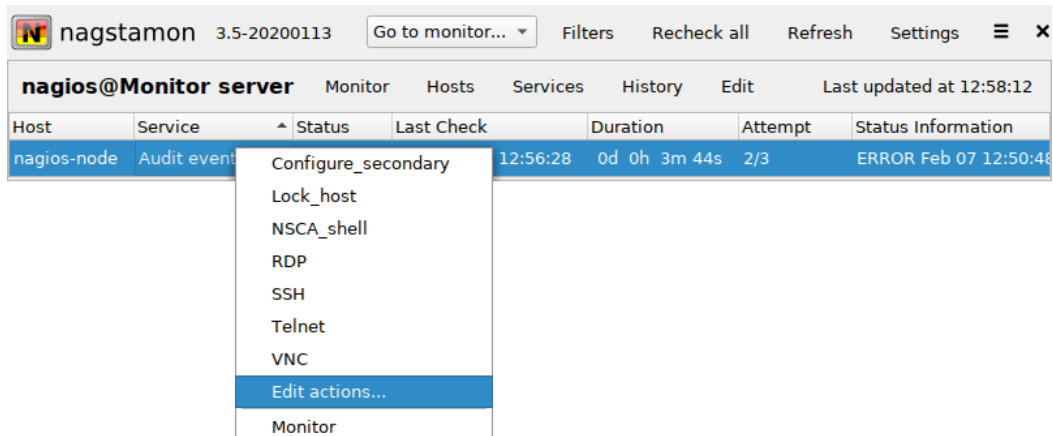 nagstamon 3.5-20200113 Go to monitor... Filters Recheck all Refresh Settings
nagios@Monitor server Monitor Hosts Services History Edit Last updated at 12:58:12
Host Service Status Last Check Duration Attempt Status Information
nagios-node Audit event 12:56:28 0d 0h 3m 44s 2/3 ERROR Feb 07 12:50:48
Configure_secondary
Lock_host
NSCA_shell
RDP
SSH
Telnet
VNC
Edit actions...
Monitor